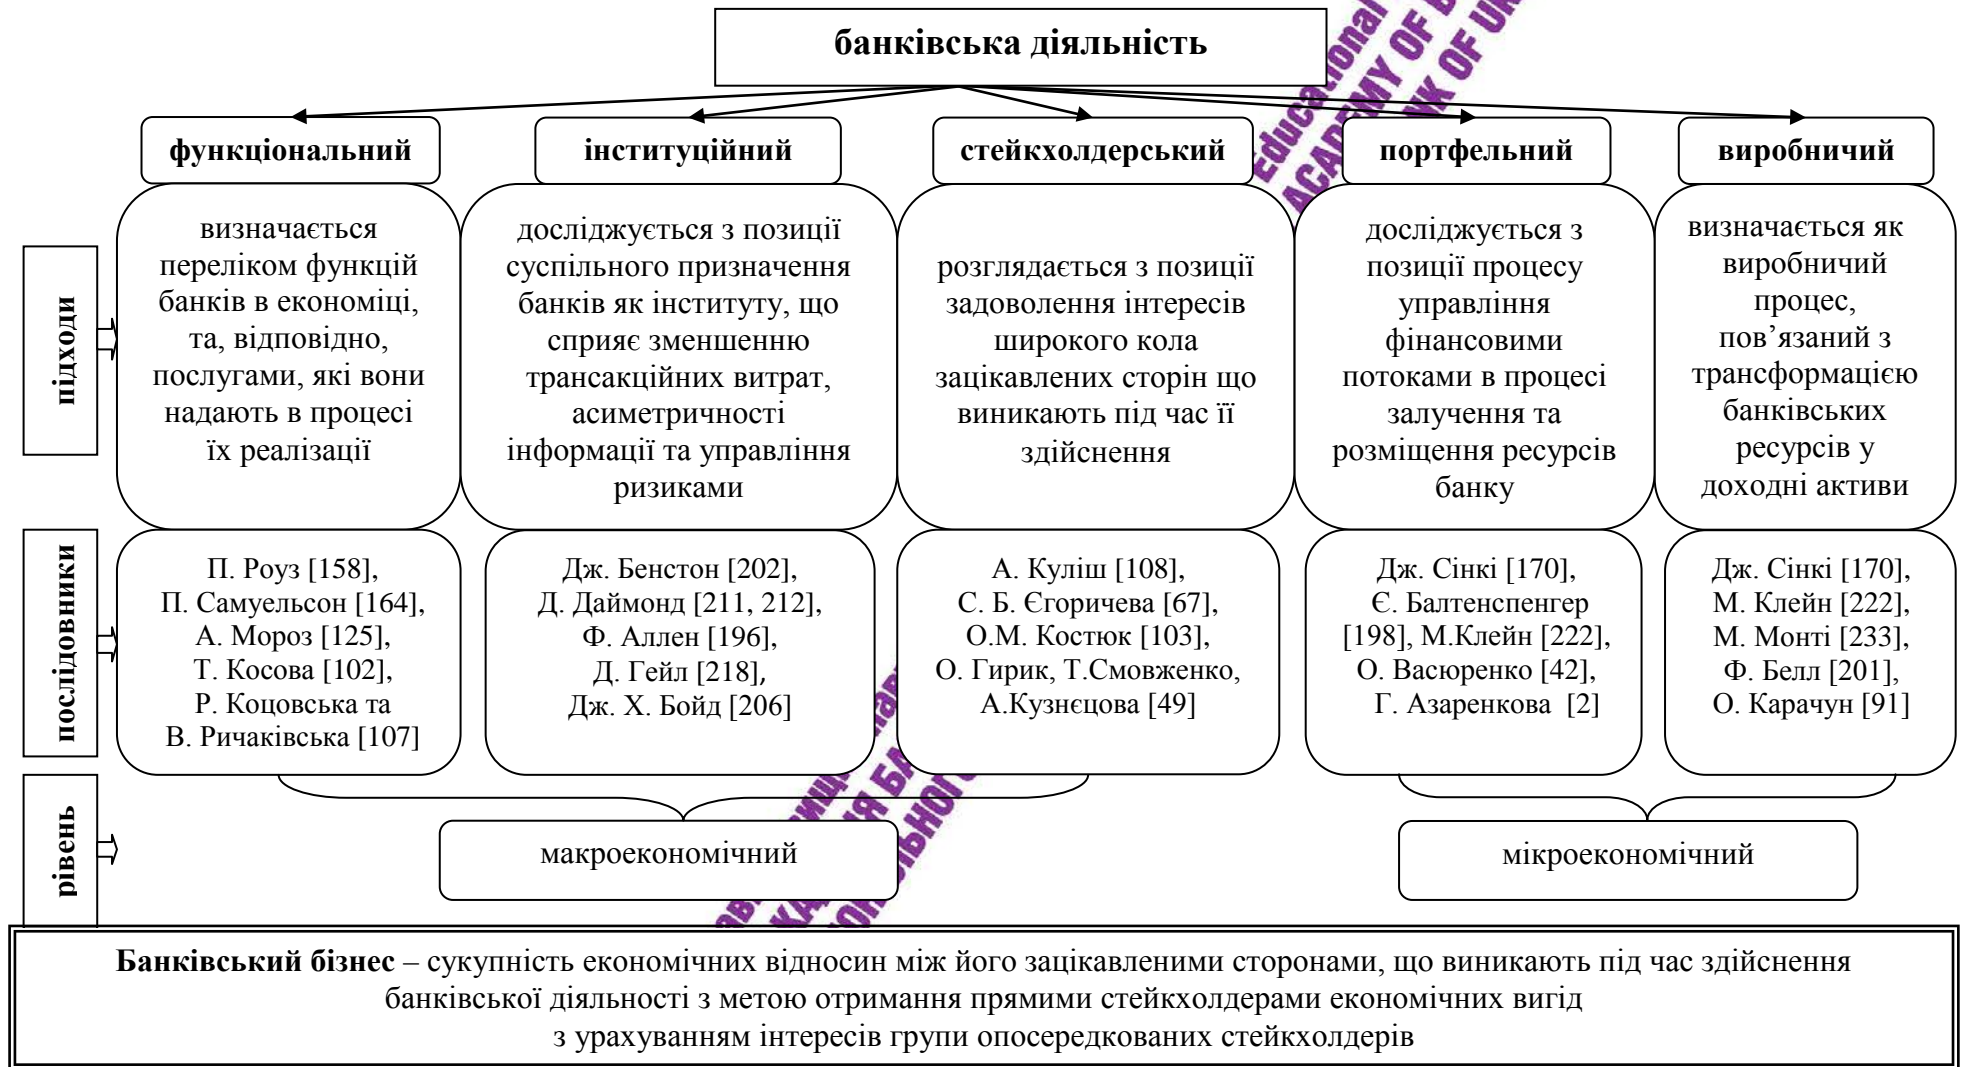 банківська діяльність
функціональний
інституційний
стейкхолдерський
портфельний
виробничий
підходи
визначається
переліком функцій
банків в економіці,
та, відповідно,
послугами, які вони
надають в процесі
їх реалізації
досліджується з позиції
суспільного призначення
банків як інституту, що
сприяє зменшенню
трансакційних витрат,
асиметричності
інформації та управління
ризиками
розглядається з позиції
задоволення інтересів
широкого кола
зацікавлених сторін що
виникають під час її
здійснення
досліджується з
позиції процесу
управління
фінансовими
потоками в процесі
залучення та
розміщення ресурсів
банку
визначається як
виробничий
процес,
пов’язаний з
трансформацією
банківських
ресурсів у
доходні активи
послідовники
П. Роуз [158],
П. Самуельсон [164],
А. Мороз [125],
Т. Косова [102],
Р. Коцовська та
В. Ричаківська [107]
Дж. Бенстон [202],
Д. Даймонд [211, 212],
Ф. Аллен [196],
Д. Гейл [218],
Дж. Х. Бойд [206]
А. Куліш [108],
С. Б. Єгоричева [67],
О.М. Костюк [103],
О. Гирик, Т.Смовженко,
А.Кузнєцова [49]
Дж. Сінкі [170],
Є. Балтенспенгер
[198], М.Клейн [222],
О. Васюренко [42],
Г. Азаренкова [2]
Дж. Сінкі [170],
М. Клейн [222],
М. Монті [233],
Ф. Белл [201],
О. Карачун [91]
рівень
макроекономічний
мікроекономічний
Банківський бізнес – сукупність економічних відносин між його зацікавленими сторонами, що виникають під час здійснення
банківської діяльності з метою отримання прямими стейкхолдерами економічних вигід
з урахуванням інтересів групи опосередкованих стейкхолдерів
Educational
ACADEMY OF
OF